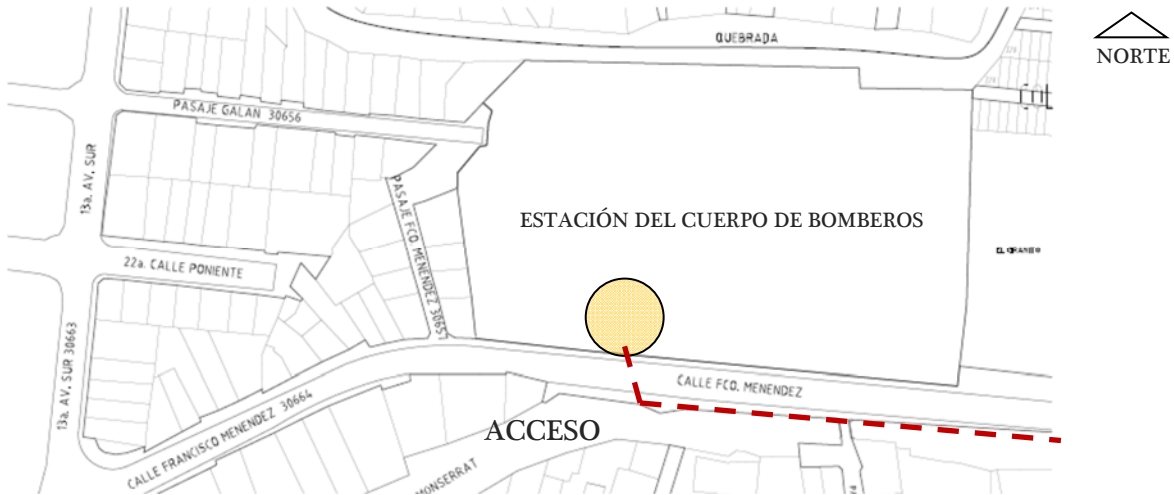 QUEBRADA
NORTE
PASAJE GALAN 30656
13a. AV. SUR
PASAJE FCO. MENENDEZ 30657
ESTACIÓN DEL CUERPO DE BOMBEROS
22a. CALLE PONIENTE
13a. AV. SUR 30663
CALLE FCO. MENENDEZ
CALLE FRANCISCO MENENDEZ 30664
ACCESO
MONSERRAT